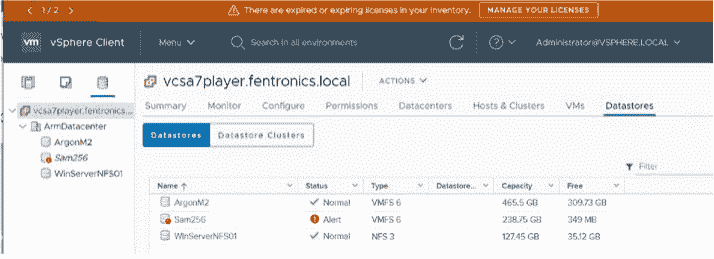 1 / 2 There are expired or expiring licenses in your inventory. MANAGE YOUR LICENSES
vm vSphere Client Menu Search in all environments Administrator@VSPHERE.LOCAL
vcsa7player.fentronics.local ACTIONS
Summary Monitor Configure Permissions Datacenters Hosts & Clusters VMs Datastores
vcsa7player.fentronics....
ArmDatacenter
ArgonM2
Sam256
WinServerNFS01
Datastores Datastore Clusters
Filter
Name Status Type Datastore... Capacity Free
ArgonM2 Normal VMFS 6 465.5 GB 309.73 GB
Sam256 Alert VMFS 6 238.75 GB 349 MB
WinServerNFS01 Normal NFS 3 127.45 GB 35.12 GB